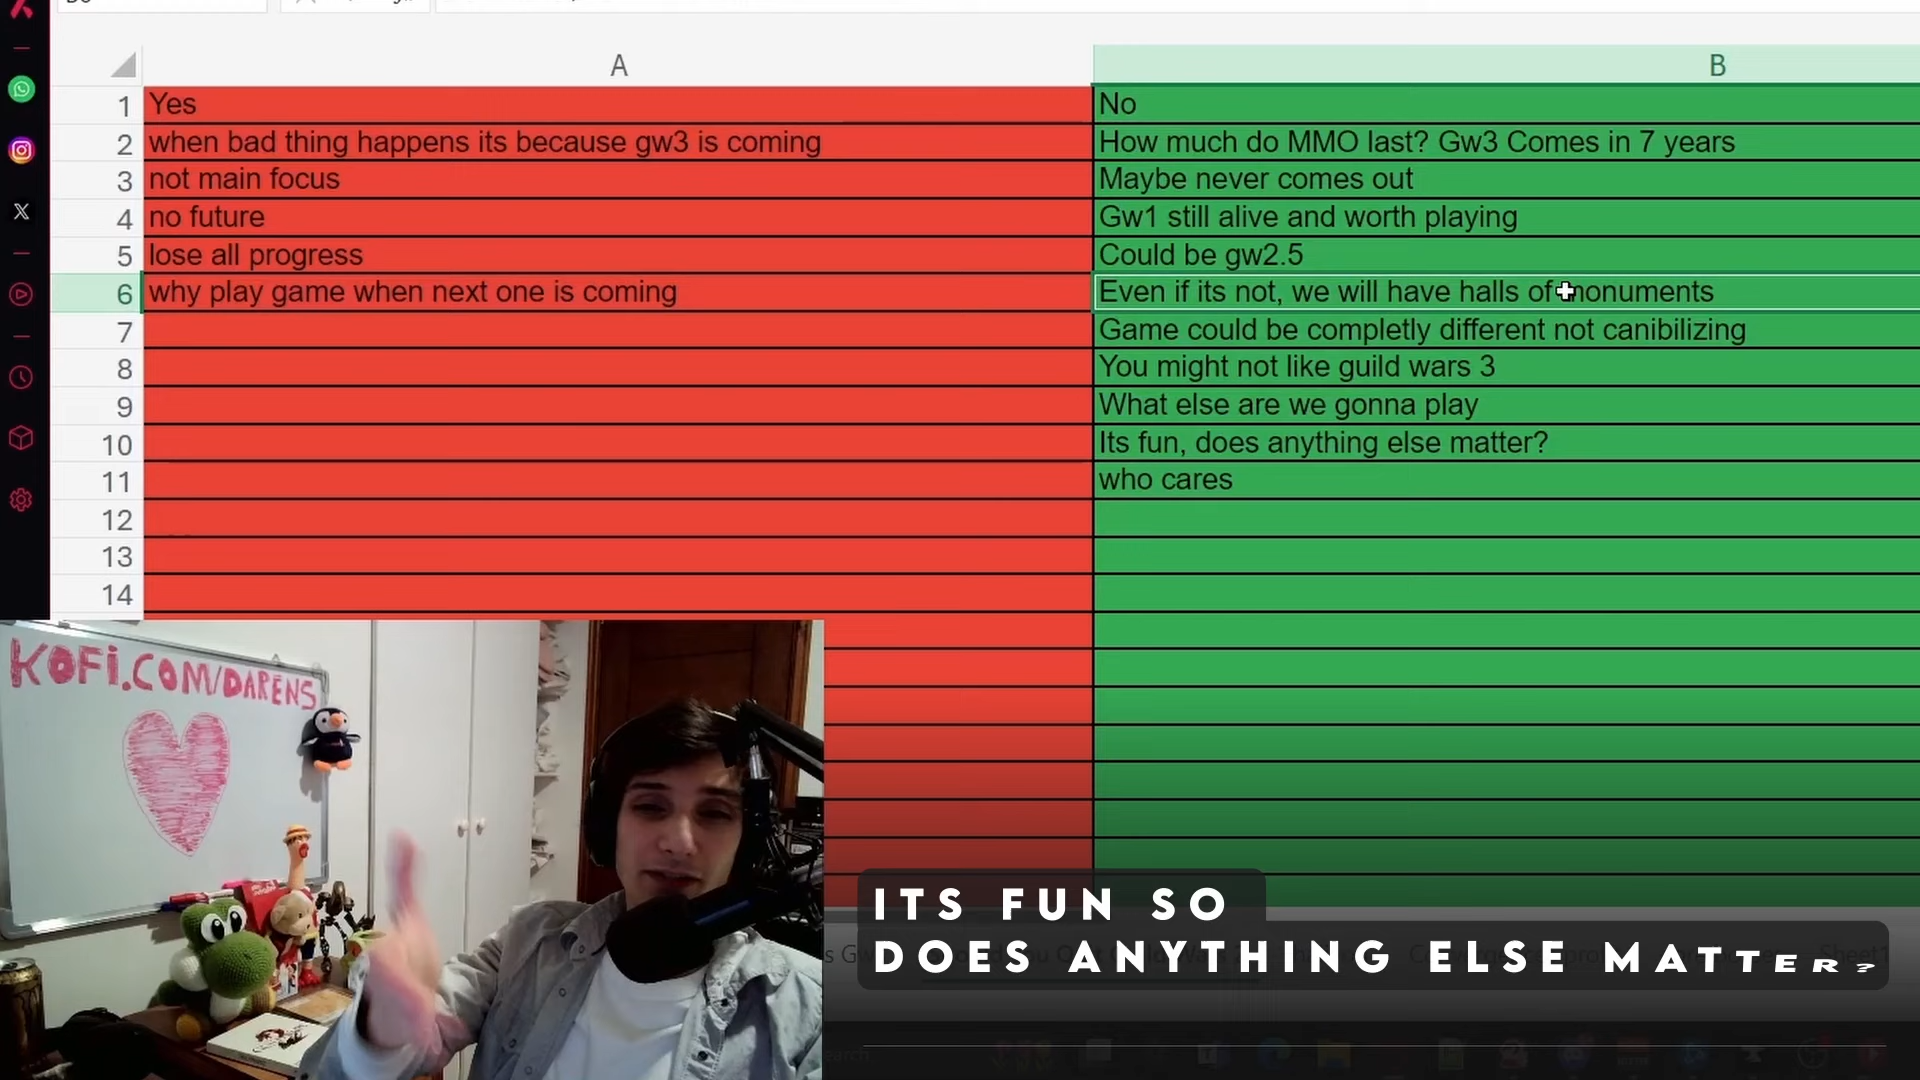 A
B
1
Yes
No
2
when bad thing happens its because gw3 is coming
How much do MMO last? Gw3 Comes in 7 years
3
not main focus
Maybe never comes out
4
no future
Gw1 still alive and worth playing
5
lose all progress
Could be gw2.5
6
why play game when next one is coming
Even if its not, we will have halls of monuments
7
Game could be completly different not canibilizing
8
You might not like guild wars 3
9
What else are we gonna play
10
Its fun, does anything else matter?
11
who cares
12
13
14
KOFI.COM/DARENS
ITS FUN SO
DOES ANYTHING ELSE MATTER?